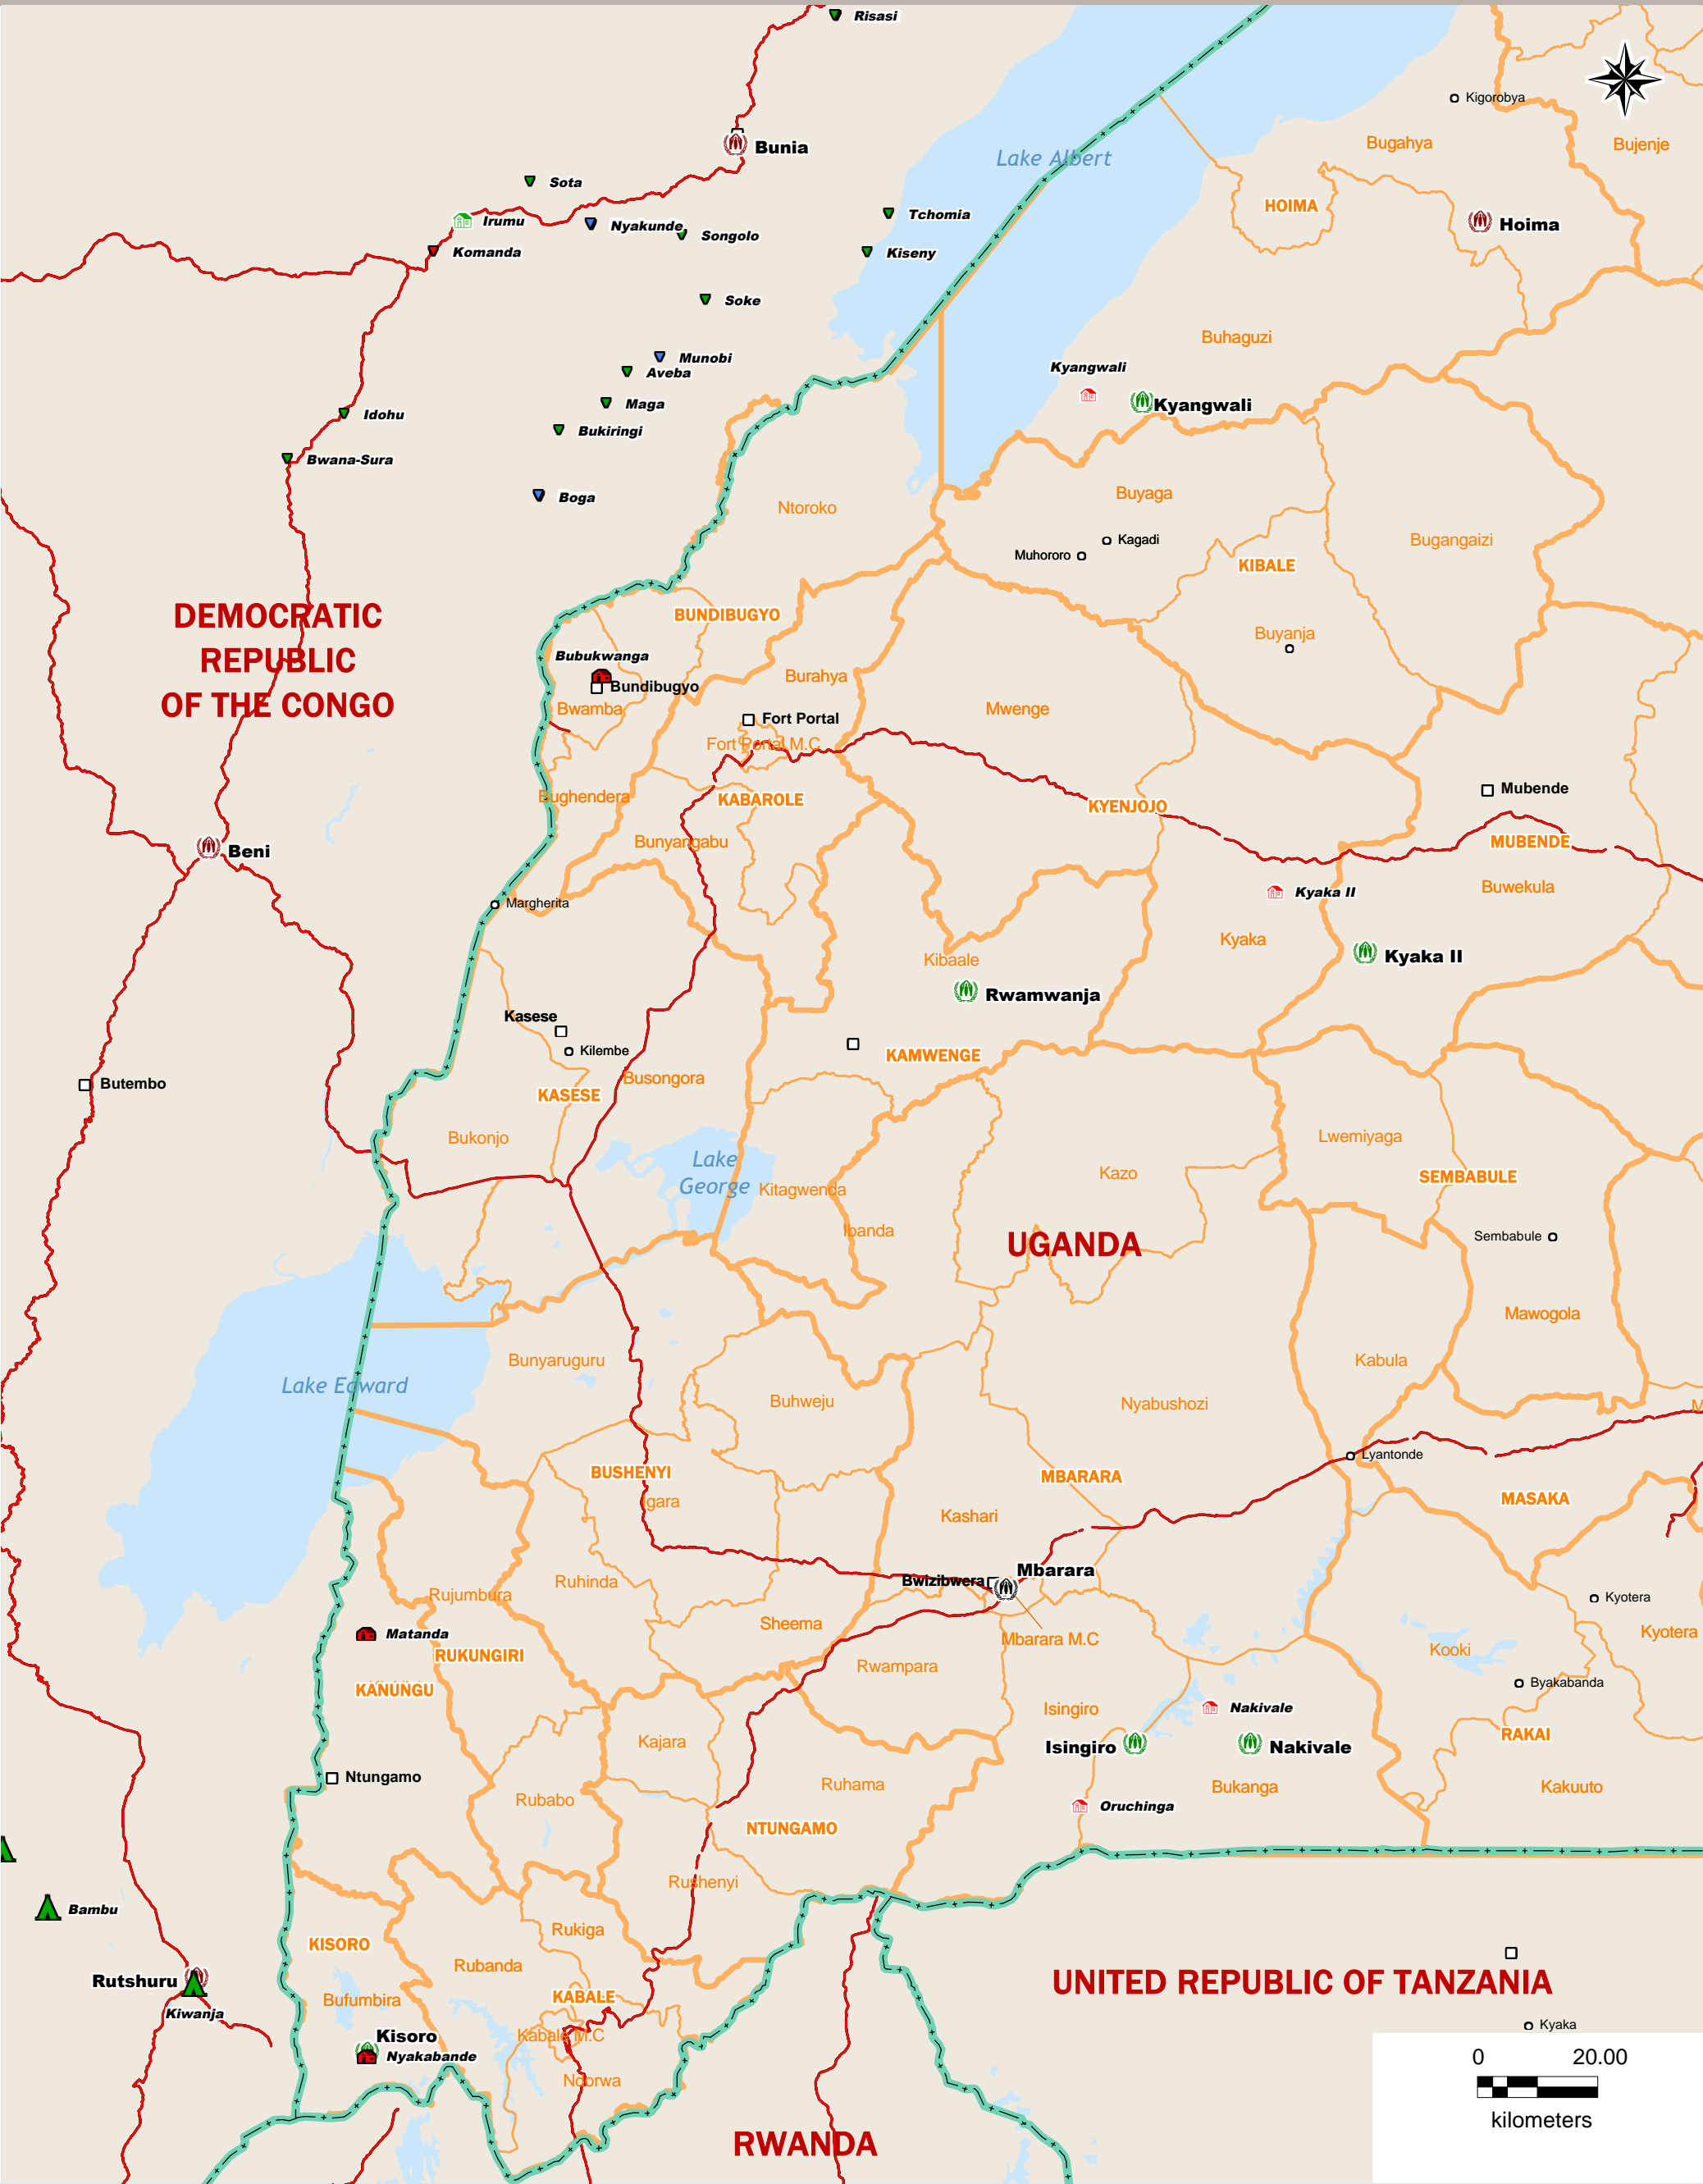 Risasi
Kigorobya
Bugahya
Bujenje
Bunia
Lake Albert
Sota
HOIMA
Hoima
Irumu
Nyakunde
Songolo
Tchomia
Komanda
Kiseny
Soke
Buhaguzi
Munobi
Aveba
Kyangwali
Maga
Kyangwali
Idohu
Bukiringi
Bwana-Sura
Boga
Ntoroko
Buyaga
Kagadi
Muhororo
Bugangaizi
KIBALE
DEMOCRATIC
REPUBLIC
OF THE CONGO
BUNDIBUGYO
Buyanja
Bubukwanga
Bundibugyo
Burahya
Bwamba
Fort Portal
Mwenge
Fort Portal M.C
Bughendera
KABAROLE
KYENJOJO
Mubende
Bunyangabu
MUBENDE
Beni
Kyaka II
Buwekula
Margherita
Kyaka
Kibaale
Kyaka II
Rwamwanja
Kasese
Kilembe
KAMWENGE
Butembo
Busongora
KASESE
Bukonjo
Lwemiyaga
Lake
George
Kazo
SEMBABULE
Kitagwenda
Ibanda
UGANDA
Sembabule
Mawogola
Bunyaruguru
Kabula
Lake Edward
Buhweju
Nyabushozi
M
Lyantonde
BUSHENYI
MBARARA
Igara
MASAKA
Kashari
Mbarara
Bwizibwera
Ruhinda
Rujumbura
Kyotera
Sheema
Matanda
Mbarara M.C
Kyotera
RUKUNGIRI
Kooki
Rwampara
KANUNGU
Byakabanda
Isingiro
Nakivale
RAKAI
Kajara
Isingiro
Nakivale
Ntungamo
Ruhama
Bukanga
Kakuuto
Rubabo
Oruchinga
NTUNGAMO
Rushenyi
Bambu
Rukiga
KISORO
Rubanda
Rutshuru
UNITED REPUBLIC OF TANZANIA
KABALE
Bufumbira
Kiwanja
Kyaka
Kisoro
Kabale M.C
Nyakabande
0 20.00
Ndorwa
kilometers
RWANDA